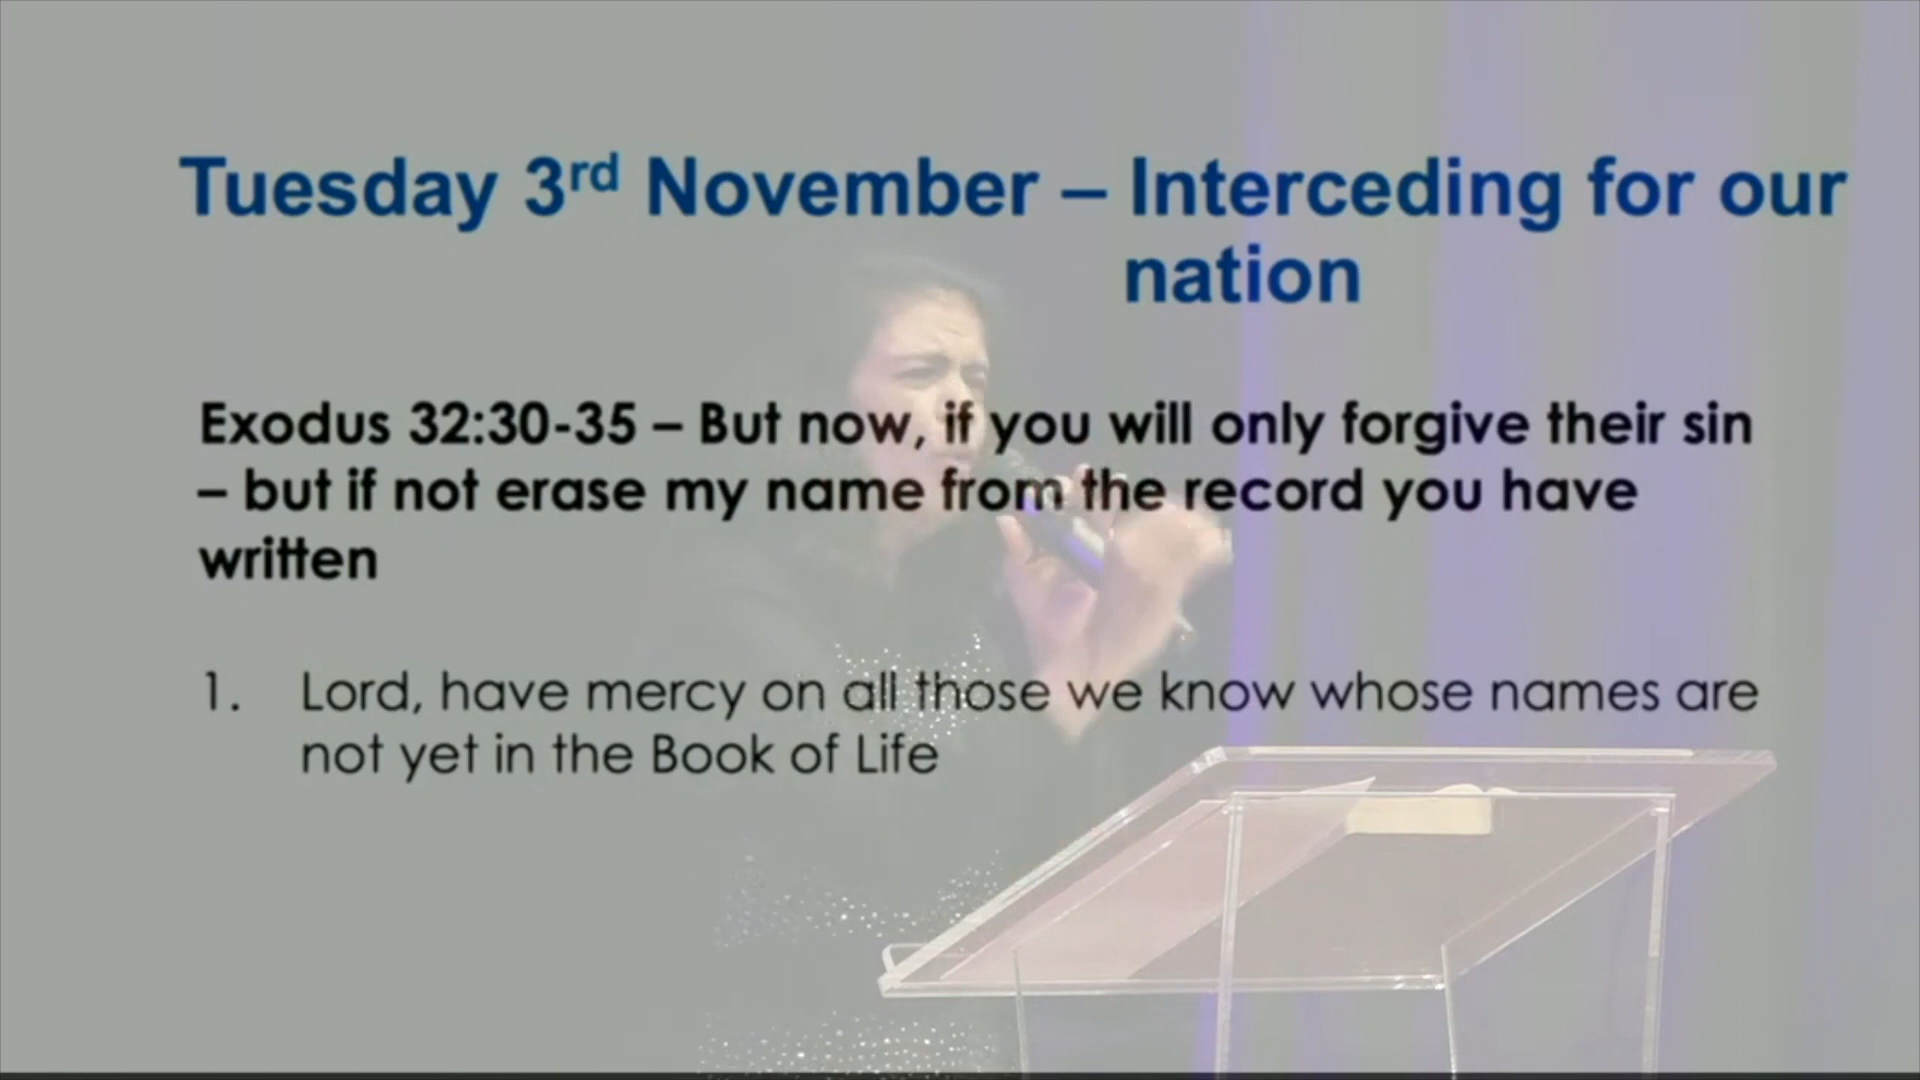 Tuesday 3rd November – Interceding for our
nation
Exodus 32:30-35 – But now, if you will only forgive their sin
– but if not erase my name from the record you have
written
1. Lord, have mercy on all those we know whose names are
not yet in the Book of Life